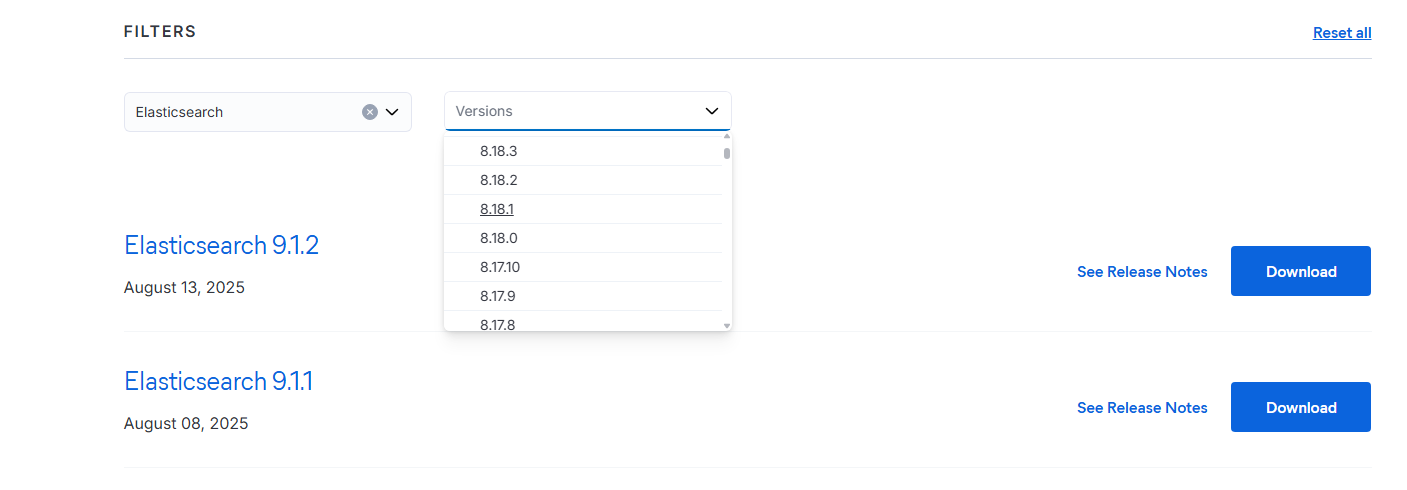 FILTERS
Reset all
Elasticsearch
Versions
8.18.3
8.18.2
8.18.1
8.18.0
8.17.10
8.17.9
8.17.8
Elasticsearch 9.1.2
August 13, 2025
See Release Notes
Download
Elasticsearch 9.1.1
August 08, 2025
See Release Notes
Download